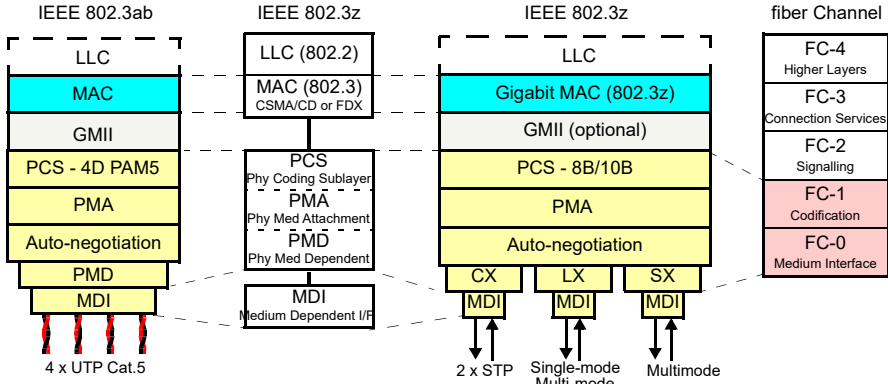 IEEE 802.3ab
LLC
MAC
GMII
PCS - 4D PAM5
PMA
Auto-negotiation
PMD
MDI
4 x UTP Cat.5
IEEE 802.3z
LLC (802.2)
MAC (802.3)
CSMA/CD or FDX
PCS
Phy Coding Sublayer
PMA
Phy Med Attachment
PMD
Phy Med Dependent
MDI
Medium Dependent I/F
IEEE 802.3z
LLC
Gigabit MAC (802.3z)
GMII (optional)
PCS - 8B/10B
PMA
Auto-negotiation
CX LX SX
MDI MDI MDI
2 x STP
Single-mode
Multi-mode
Multimode
fiber Channel
FC-4
Higher Layers
FC-3
Connection Services
FC-2
Signalling
FC-1
Codification
FC-0
Medium Interface